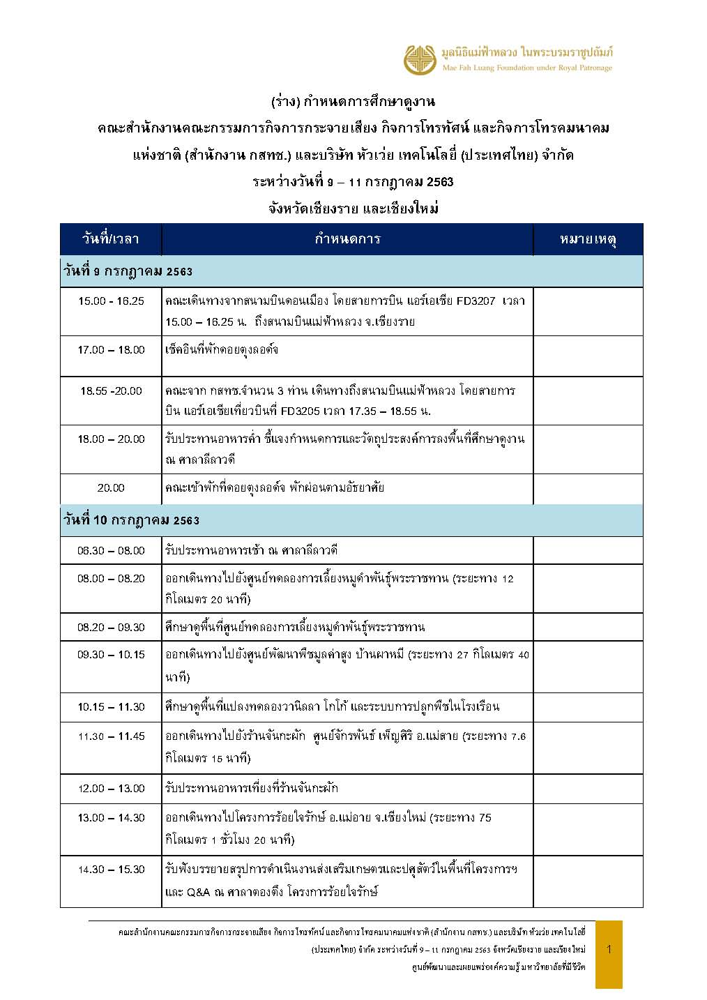 มูลนิธิแม่ฟ้าหลวง ในพระบรมราชูปถัมภ์
Mae Fah Luang Foundation under Royal Patronage
(ร่าง) กำหนดการศึกษาดูงาน
คณะสำนักงานคณะกรรมการกิจการกระจายเสียง กิจการโทรทัศน์ และกิจการโทรคมนาคม
แห่งชาติ (สำนักงาน กสทช.) และบริษัท หัวเว่ย เทคโนโลยี่ (ประเทศไทย) จำกัด
ระหว่างวันที่ 9 – 11 กรกฎาคม 2563
จังหวัดเชียงราย และเชียงใหม่
วันที่/เวลา กำหนดการ หมายเหตุ
วันที่ 9 กรกฎาคม 2563
15.00 - 16.25 คณะเดินทางจากสนามบินดอนเมือง โดยสายการบิน แอร์เอเชีย FD3207 เวลา
15.00 – 16.25 น. ถึงสนามบินแม่ฟ้าหลวง จ.เชียงราย
17.00 – 18.00 เช็คอินที่พักดอยตุงลอด์จ
18.55 -20.00 คณะจาก กสทช.จำนวน 3 ท่าน เดินทางถึงสนามบินแม่ฟ้าหลวง โดยสายการ
บิน แอร์เอเชียเที่ยวบินที่ FD3205 เวลา 17.35 – 18.55 น.
18.00 – 20.00 รับประทานอาหารค่ำ ชี้แจงกำหนดการและวัตถุประสงค์การลงพื้นที่ศึกษาดูงาน
ณ ศาลาลีลาวดี
20.00 คณะเข้าพักที่ดอยตุงลอด์จ พักผ่อนตามอัธยาศัย
วันที่ 10 กรกฎาคม 2563
06.30 – 08.00 รับประทานอาหารเช้า ณ ศาลาลีลาวดี
08.00 – 08.20 ออกเดินทางไปยังศูนย์ทดลองการเลี้ยงหมูดำพันธุ์พระราชทาน (ระยะทาง 12
กิโลเมตร 20 นาที)
08.20 – 09.30 ศึกษาดูพื้นที่ศูนย์ทดลองการเลี้ยงหมูดำพันธุ์พระราชทาน
09.30 – 10.15 ออกเดินทางไปยังศูนย์พัฒนาพืชมูลค่าสูง บ้านผาหมี (ระยะทาง 27 กิโลเมตร 40
นาที)
10.15 – 11.30 ศึกษาดูพื้นที่แปลงทดลองวานิลลา โกโก้ และระบบการปลูกพืชในโรงเรือน
11.30 – 11.45 ออกเดินทางไปยังร้านจันกะผัก ศูนย์จักรพันธ์ เพ็ญศิริ อ.แม่สาย (ระยะทาง 7.6
กิโลเมตร 15 นาที)
12.00 – 13.00 รับประทานอาหารเที่ยงที่ร้านจันกะผัก
13.00 – 14.30 ออกเดินทางไปโครงการร้อยใจรักษ์ อ.แม่อาย จ.เชียงใหม่ (ระยะทาง 75
กิโลเมตร 1 ชั่วโมง 20 นาที)
14.30 – 15.30 รับฟังบรรยายสรุปการดำเนินงานส่งเสริมเกษตรและปศุสัตว์ในพื้นที่โครงการฯ
และ Q&A ณ ศาลาตองตึง โครงการร้อยใจรักษ์
คณะสำนักงานคณะกรรมการกิจการกระจายเสียง กิจการโทรทัศน์ และกิจการโทรคมนาคมแห่งชาติ (สำนักงาน กสทช.) และบริษัท หัวเว่ย เทคโนโลยี่
(ประเทศไทย) จำกัด ระหว่างวันที่ 9 – 11 กรกฎาคม 2563 จังหวัดเชียงราย และเชียงใหม่ 1
ศูนย์พัฒนาและเผยแพร่องค์ความรู้ มหาวิทยาลัยที่มีชีวิต